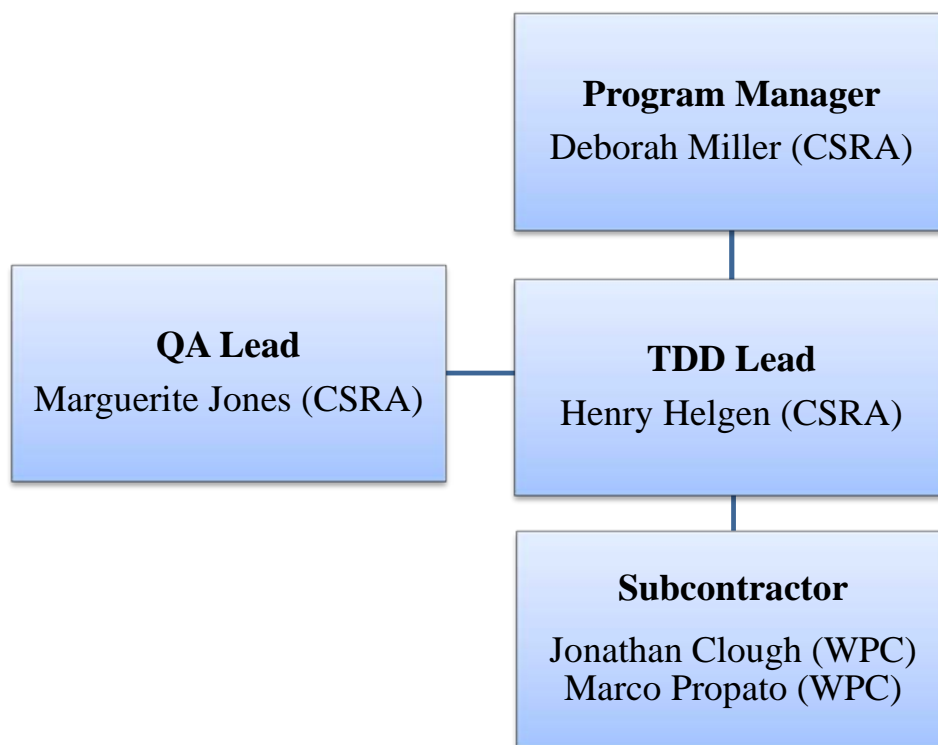 Program Manager
Deborah Miller (CSRA)
QA Lead
Marguerite Jones (CSRA)
TDD Lead
Henry Helgen (CSRA)
Subcontractor
Jonathan Clough (WPC)
Marco Propato (WPC)